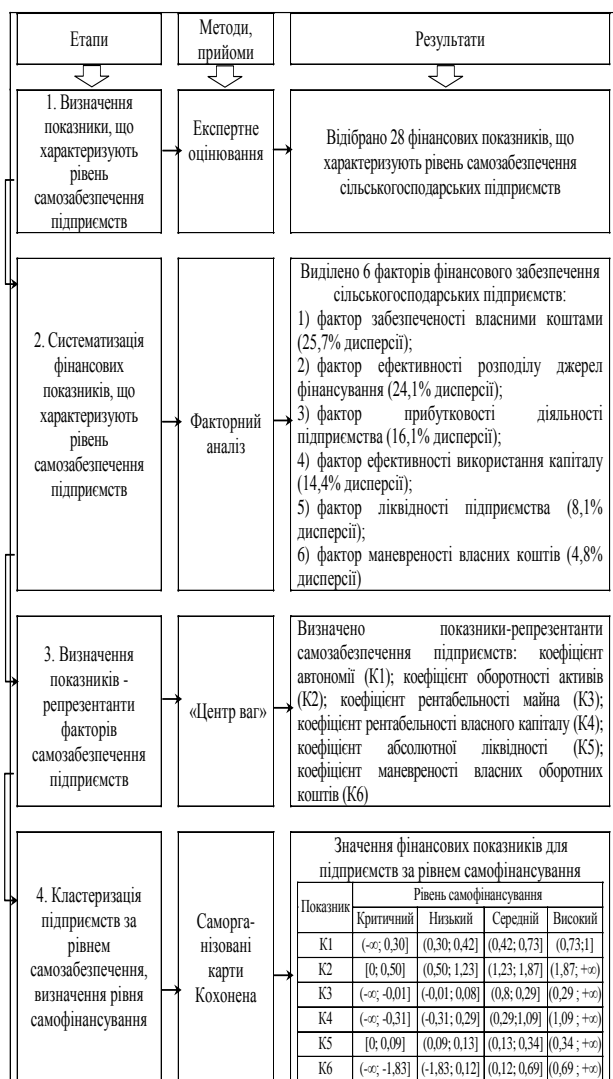 Етапи
Методи,
прийоми
Результати
1. Визначення
показники, що
характеризують
рівень
самозабезпечення
підприємств
Експертне
оцінювання
Відібрано 28 фінансових показників, що
характеризують рівень самозабезпечення
сільськогосподарських підприємств
2. Систематизація
фінансових
показників, що
характеризують
рівень
самозабезпечення
підприємств
Факторний
аналіз
Виділено 6 факторів фінансового забезпечення
сільськогосподарських підприємств:
1) фактор забезпеченості власними коштами
(25,7% дисперсії);
2) фактор ефективності розподілу джерел
фінансування (24,1% дисперсії);
3) фактор прибутковості діяльності
підприємства (16,1% дисперсії);
4) фактор ефективності використання капіталу
(14,4% дисперсії);
5) фактор ліквідності підприємства (8,1%
дисперсії);
6) фактор маневреності власних коштів (4,8%
дисперсії)
3. Визначення
показників -
репрезентанти
факторів
самозабезпечення
підприємств
«Центр ваг»
Визначено показники-репрезентанти
самозабезпечення підприємств: коефіцієнт
автономії (К1); коефіцієнт оборотності активів
(К2); коефіцієнт рентабельності майна (К3);
коефіцієнт рентабельності власного капіталу (К4);
коефіцієнт абсолютної ліквідності (К5);
коефіцієнт маневреності власних оборотних
коштів (К6)
4. Кластеризація
підприємств за
рівнем
самозабезпечення,
визначення рівня
самофінансування
Саморга-
нізовані
карти
Кохонена
Значення фінансових показників для
підприємств за рівнем самофінансування
Показник Рівень самофінансування
Критичний Низький Середній Високий
К1 (-∞; 0,30] (0,30; 0,42] (0,42; 0,73] (0,73;1]
К2 [0; 0,50] (0,50; 1,23] (1,23; 1,87] (1,87; +∞)
К3 (-∞; -0,01] (-0,01; 0,08] (0,8; 0,29] (0,29 ; +∞)
К4 (-∞; -0,31] (-0,31; 0,29] (0,29;1,09] (1,09 ; +∞)
К5 [0; 0,09] (0,09; 0,13] (0,13; 0,34] (0,34 ; +∞)
К6 (-∞; -1,83] (-1,83; 0,12] (0,12; 0,69] (0,69 ; +∞)